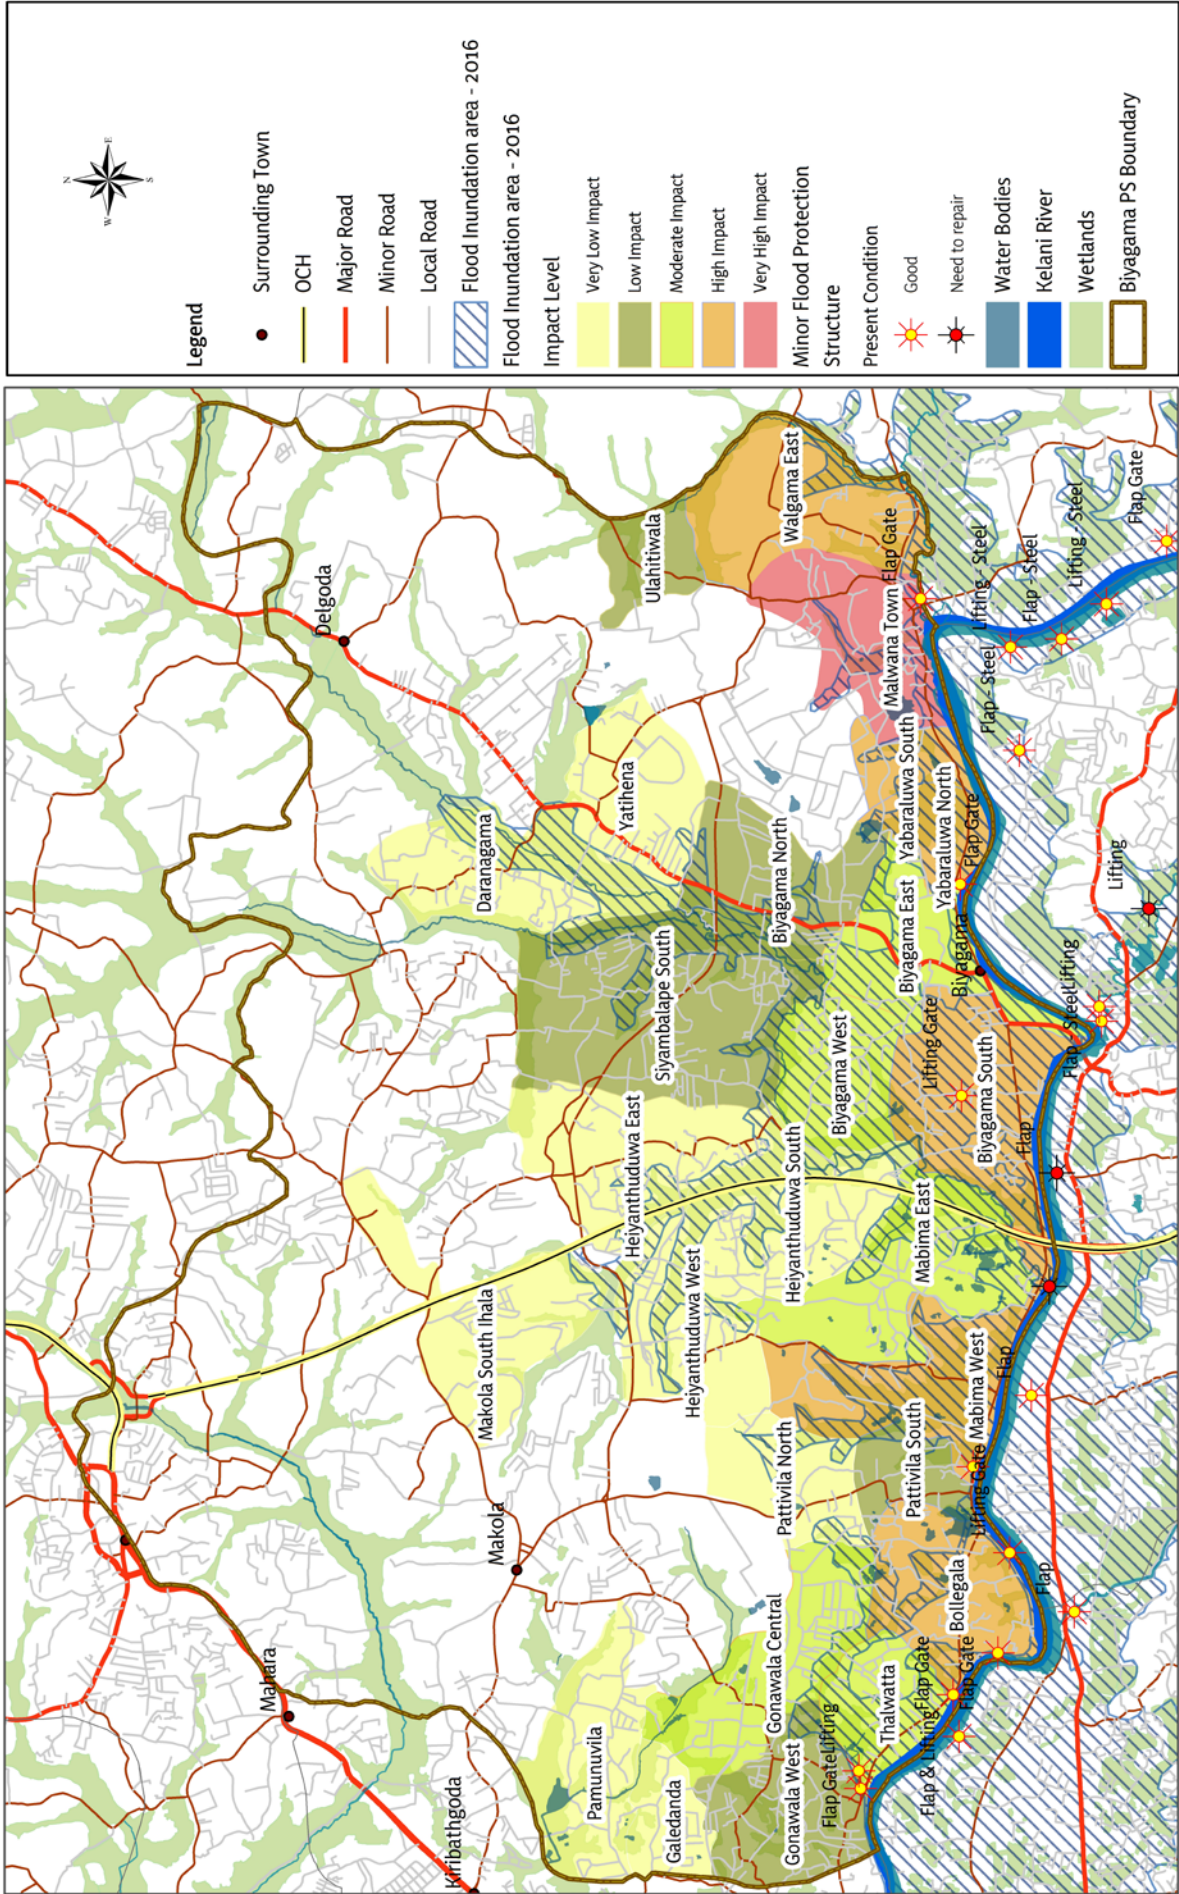 N
E
S
W
Legend
Surrounding Town
OCH
Major Road
Minor Road
Local Road
Flood Inundation area - 2016
Flood Inundation area - 2016
Impact Level
Very Low Impact
Low Impact
Moderate Impact
High Impact
Very High Impact
Minor Flood Protection
Structure
Present Condition
Good
Need to repair
Water Bodies
Kelani River
Wetlands
Biyagama PS Boundary
Kiribathgoda
Mahara
Delgoda
Makola
Makola South Ihala
Daranagama
Pamunuvila
Yatihena
Ulahitiwala
Heiyanthuduwa East
Siyambalape South
Galedanda
Heiyanthuduwa West
Gonawala West
Gonawala Central
Pattivila North
Heiyanthuduwa South
Biyagama North
Walgama East
Biyagama West
Flap Gate
Lifting
Thalwatta
Malwana Town
Flap Gate
Pattivila South
Mabima East
Biyagama East
Yabaraluwa South
Flap & Lifting
Flap Gate
Lifting Gate
Yabaraluwa North
Flap Gate
Bollegala
Lifting Gate
Mabima West
Biyagama South
Biyagama
Flap Gate
Flap - Steel
Lifting - Steel
Flap
Flap
Flap
Flap - Steel
Lifting
Flap - Steel
Lifting - Steel
Lifting
Flap Gate